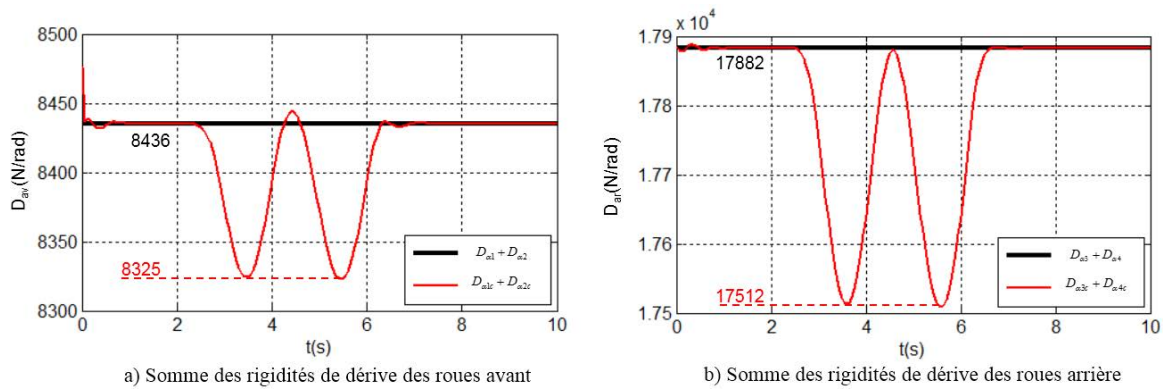 8500
8450
8400
8350
8300
D_av(N/rad)
8436
8325
D_α1 + D_α2
D_α1c + D_α2c
0
2
4
6
8
10
t(s)
a) Somme des rigidités de dérive des roues avant
1.79 x 10^4
1.78
1.77
1.76
1.75
D_ar(N/rad)
17882
17512
D_α3 + D_α4
D_α3c + D_α4c
0
2
4
6
8
10
t(s)
b) Somme des rigidités de dérive des roues arrière